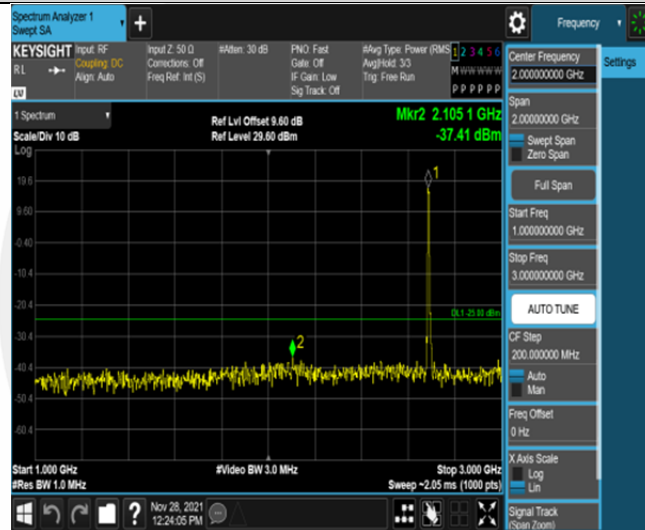 Spectrum Analyzer 1
Swept SA
Frequency
KEYSIGHT
Input: RF
Coupling: DC
Align: Auto
RL
Input Z: 50 Ω
Corrections: Off
Freq Ref: Int (S)
#Atten: 30 dB
PNO: Fast
Gate: Off
IF Gain: Low
Sig Track: Off
#Avg Type: Power (RMS
Avg|Hold: 3/3
Trig: Free Run
1 2 3 4 5 6
M W W W W W
P P P P P P
LXI
1 Spectrum
Scale/Div 10 dB
Ref Lvl Offset 9.60 dB
Ref Level 29.60 dBm
Mkr2 2.105 1 GHz
-37.41 dBm
Log
19.6
9.60
-0.40
-10.4
-20.4
-30.4
-40.4
-50.4
-60.4
1
2
DL1 -25.00 dBm
Start 1.000 GHz
#Res BW 1.0 MHz
#Video BW 3.0 MHz
Stop 3.000 GHz
Sweep ~2.05 ms (1000 pts)
Nov 28, 2021
12:24:05 PM
Center Frequency
2.000000000 GHz
Settings
Span
2.00000000 GHz
Swept Span
Zero Span
Full Span
Start Freq
1.000000000 GHz
Stop Freq
3.000000000 GHz
AUTO TUNE
CF Step
200.000000 MHz
Auto
Man
Freq Offset
0 Hz
X Axis Scale
Log
Lin
Signal Track
(Span Zoom)